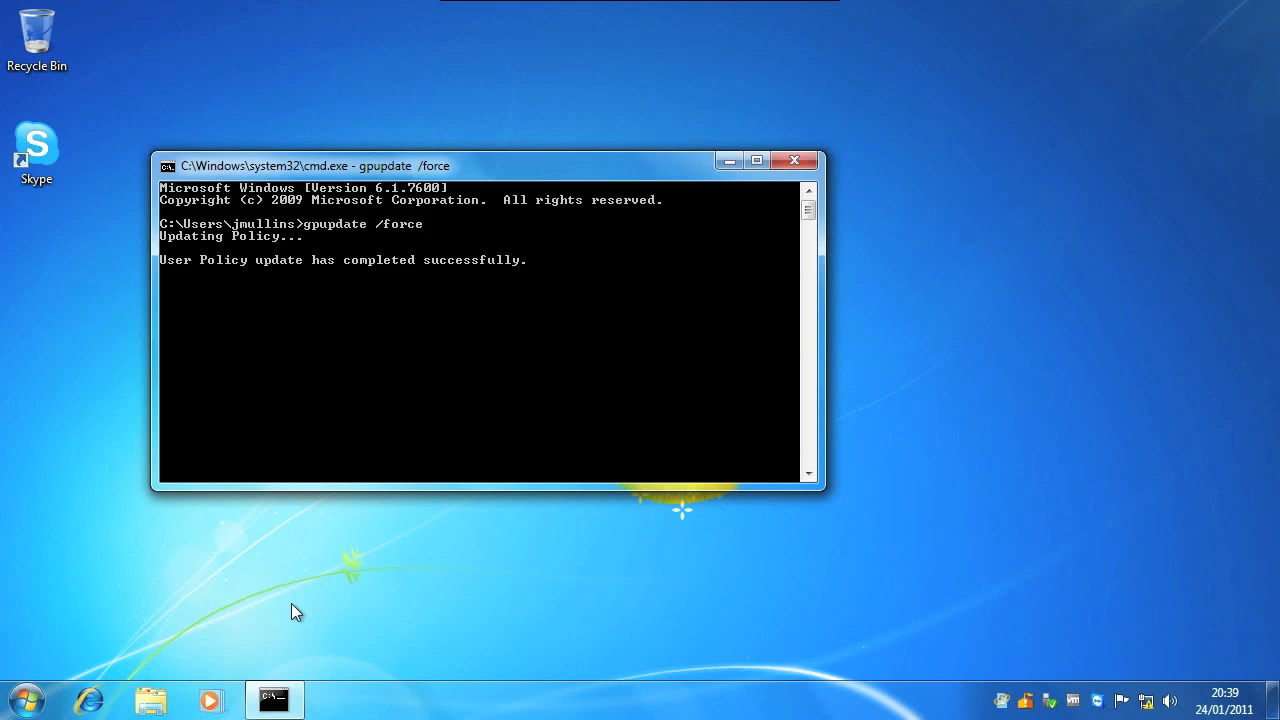 Recycle Bin
Skype
C:\Windows\system32\cmd.exe - gpupdate /force
Microsoft Windows [Version 6.1.7600]
Copyright (c) 2009 Microsoft Corporation.  All rights reserved.
C:\Users\jmullins>gpupdate /force
Updating Policy...
User Policy update has completed successfully.
20:39
24/01/2011